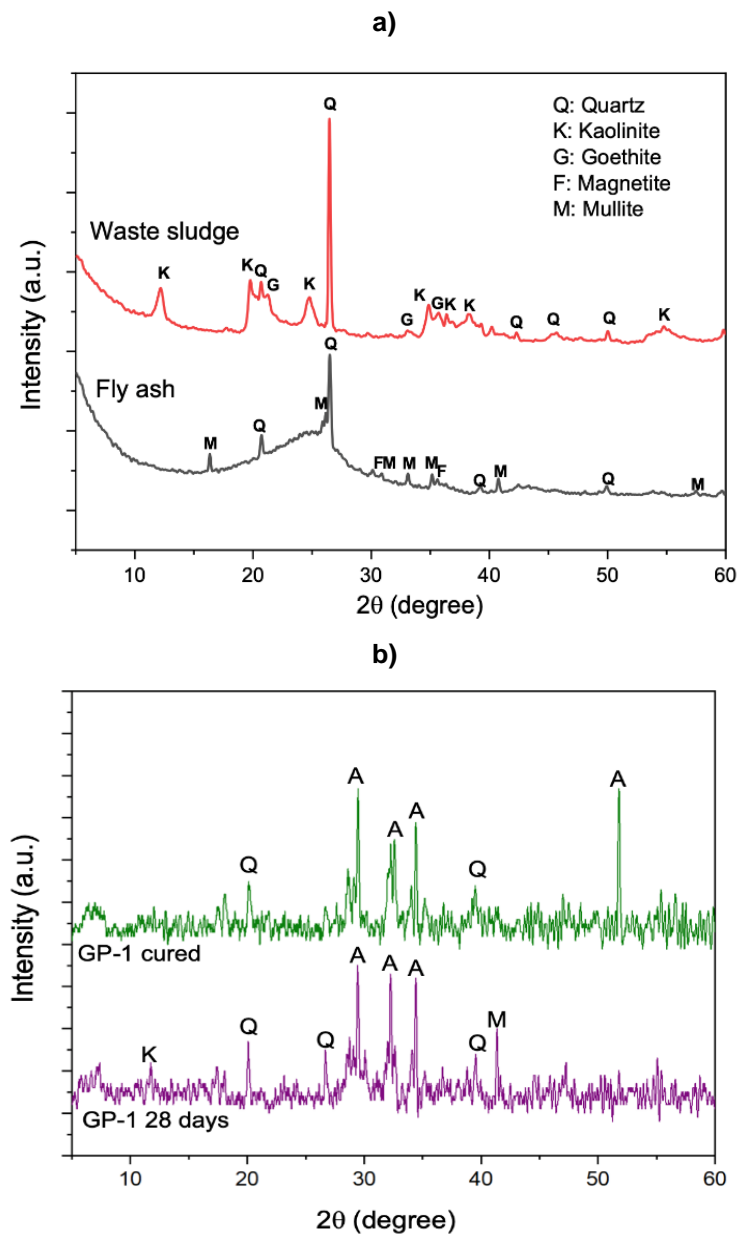 a)
Q: Quartz
K: Kaolinite
G: Goethite
F: Magnetite
M: Mullite
Waste sludge
K K Q G K Q G K G K K Q Q Q K
Fly ash
M Q M Q F M M M F Q M Q M
Intensity (a.u.)
10 20 30 40 50 60
2θ (degree)
b)
Q A A A Q A
GP-1 cured
K Q Q A A A Q M
GP-1 28 days
Intensity (a.u.)
10 20 30 40 50 60
2θ (degree)